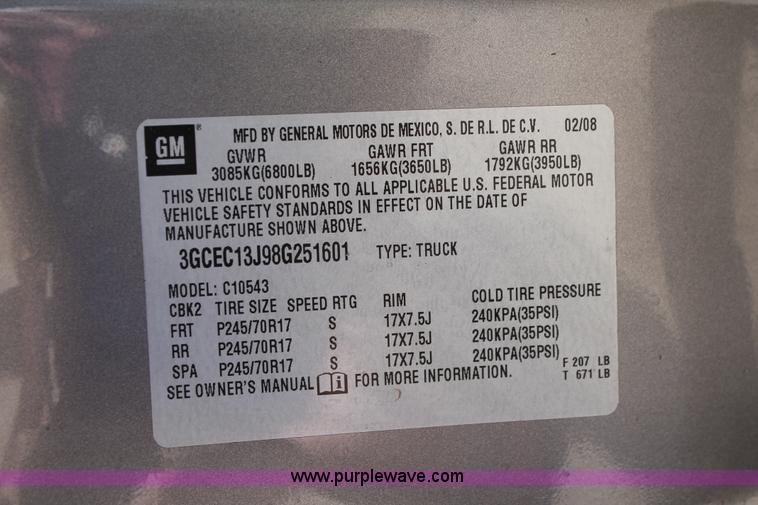 GM ® MFD BY GENERAL MOTORS DE MEXICO, S. DE R.L. DE C.V. 02/08
GVWR GAWR FRT GAWR RR
3085KG(6800LB) 1656KG(3650LB) 1792KG(3950LB)
THIS VEHICLE CONFORMS TO ALL APPLICABLE U.S. FEDERAL MOTOR
VEHICLE SAFETY STANDARDS IN EFFECT ON THE DATE OF
MANUFACTURE SHOWN ABOVE.
3GCEC13J98G251601 TYPE: TRUCK
MODEL: C10543
CBK2 TIRE SIZE SPEED RTG RIM COLD TIRE PRESSURE
FRT P245/70R17 S 17X7.5J 240KPA(35PSI)
RR P245/70R17 S 17X7.5J 240KPA(35PSI)
SPA P245/70R17 S 17X7.5J 240KPA(35PSI)
F 207 LB
T 671 LB
SEE OWNER'S MANUAL i FOR MORE INFORMATION.
www.purplewave.com